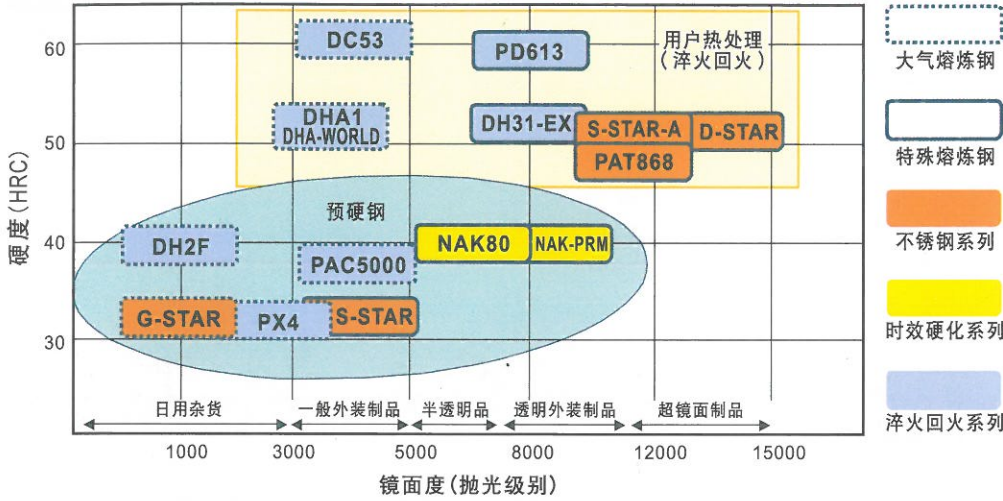 60
50
40
30
硬度(HRC)
DC53
PD613
用户热处理
(淬火回火)
DHA1
DHA-WORLD
DH31-EX
S-STAR-A
D-STAR
PAT868
预硬钢
DH2F
PAC5000
NAK80
NAK-PRM
G-STAR
PX4
S-STAR
日用杂货
一般外装制品
半透明品
透明外装制品
超镜面制品
1000
3000
5000
8000
12000
15000
镜面度(抛光级别)
大气熔炼钢
特殊熔炼钢
不锈钢系列
时效硬化系列
淬火回火系列